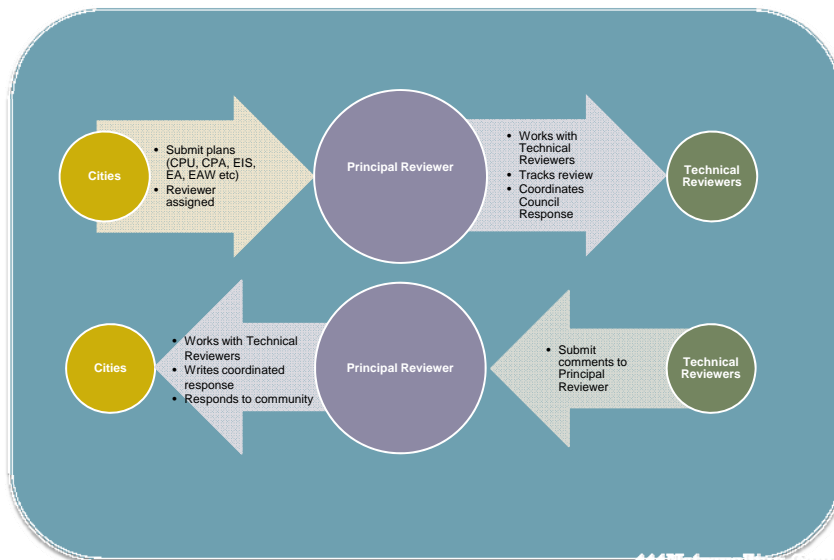 Cities
• Submit plans
(CPU, CPA, EIS,
EA, EAW etc)
• Reviewer
assigned
Principal Reviewer
• Works with
Technical
Reviewers
• Tracks review
• Coordinates
Council
Response
Technical
Reviewers
Cities
• Works with Technical
Reviewers
• Writes coordinated
response
• Responds to community
Principal Reviewer
• Submit
comments to
Principal
Reviewer
Technical
Reviewers